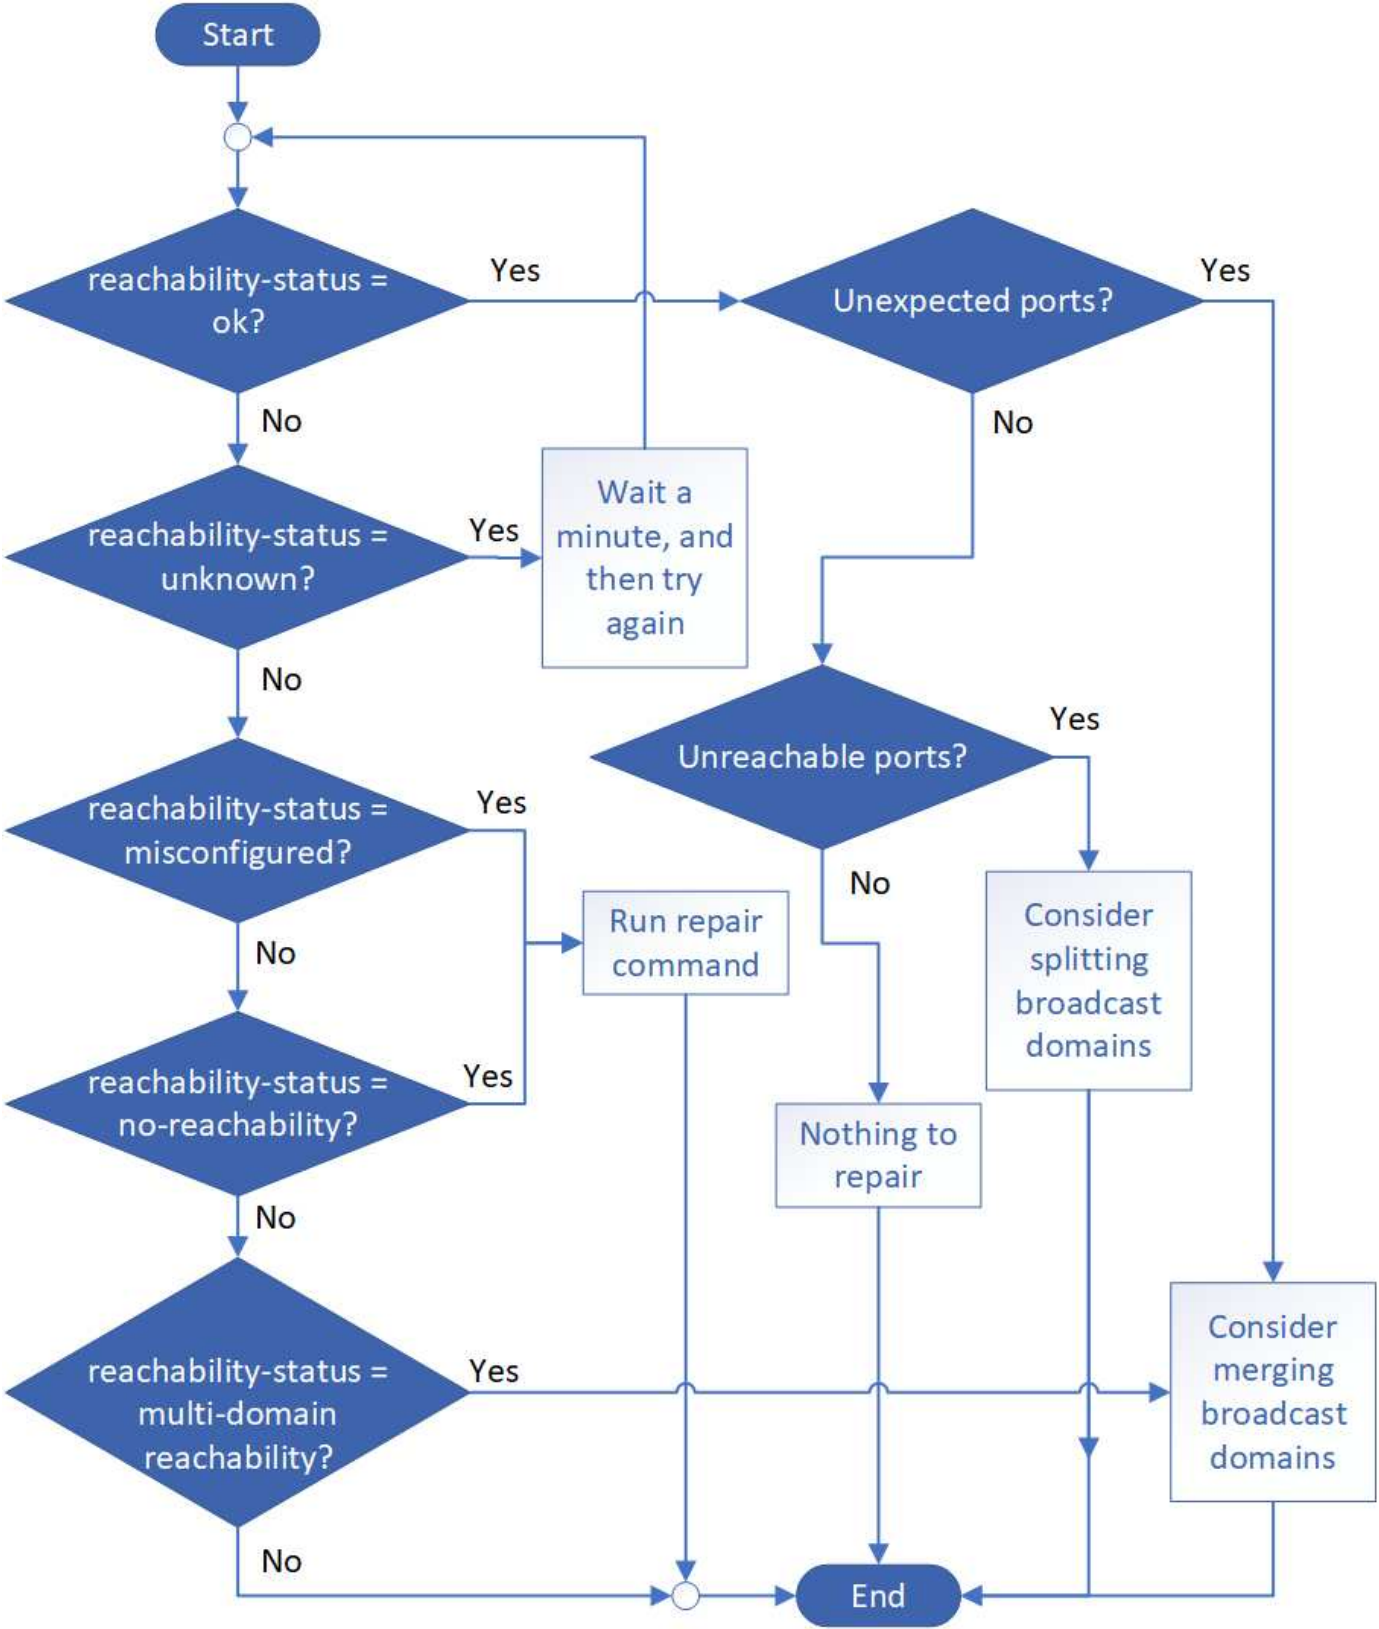 Start
reachability-status =
ok?
Yes
Unexpected ports?
Yes
No
No
reachability-status =
unknown?
Yes
Wait a
minute, and
then try
again
No
Unreachable ports?
Yes
reachability-status =
misconfigured?
Yes
No
No
Run repair
command
Consider
splitting
broadcast
domains
reachability-status =
no-reachability?
Yes
Nothing to
repair
No
reachability-status =
multi-domain
reachability?
Yes
Consider
merging
broadcast
domains
No
End